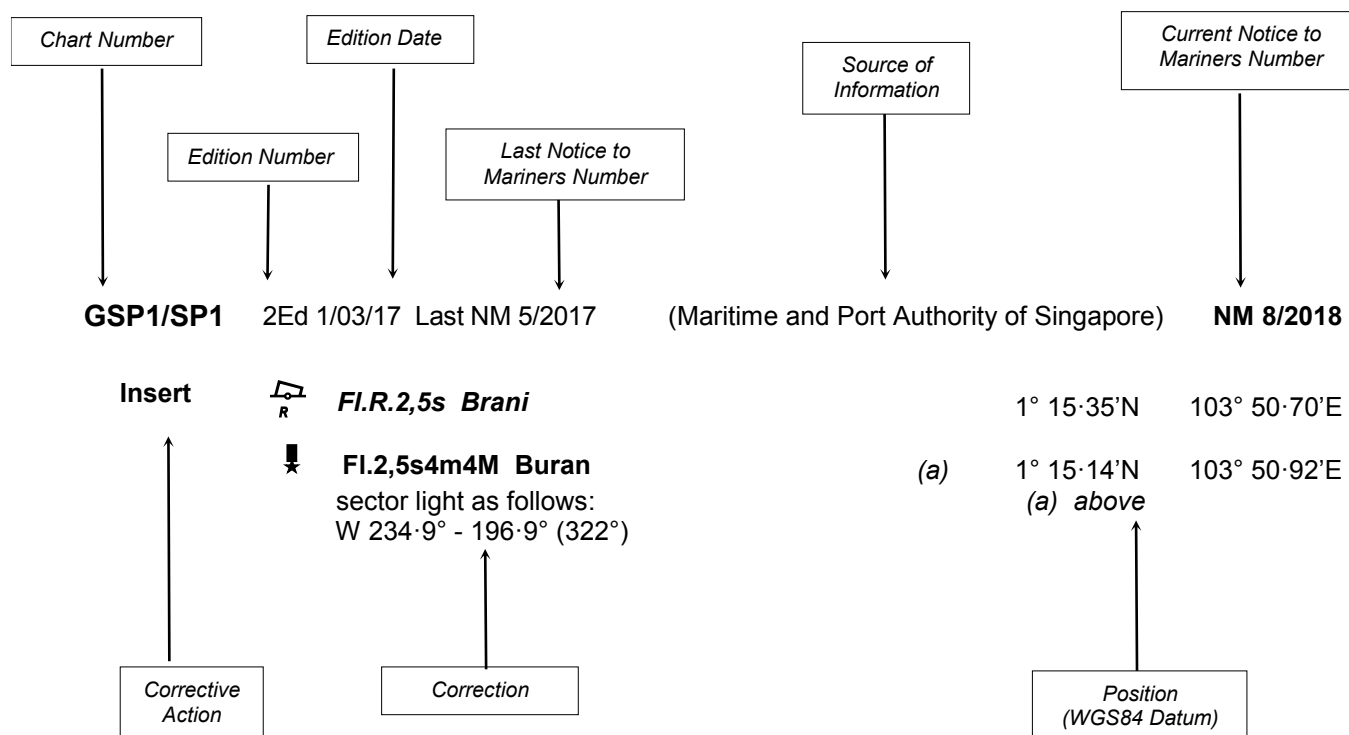 Chart Number
Edition Date
Current Notice to
Mariners Number
Source of
Information
Edition Number
Last Notice to
Mariners Number
GSP1/SP1 2Ed 1/03/17 Last NM 5/2017 (Maritime and Port Authority of Singapore) NM 8/2018
Insert Fl.R.2,5s Brani 1° 15·35’N 103° 50·70’E
R
Fl.2,5s4m4M Buran (a) 1° 15·14’N 103° 50·92’E
sector light as follows: (a) above
W 234·9° - 196·9° (322°)
Corrective
Action
Correction
Position
(WGS84 Datum)